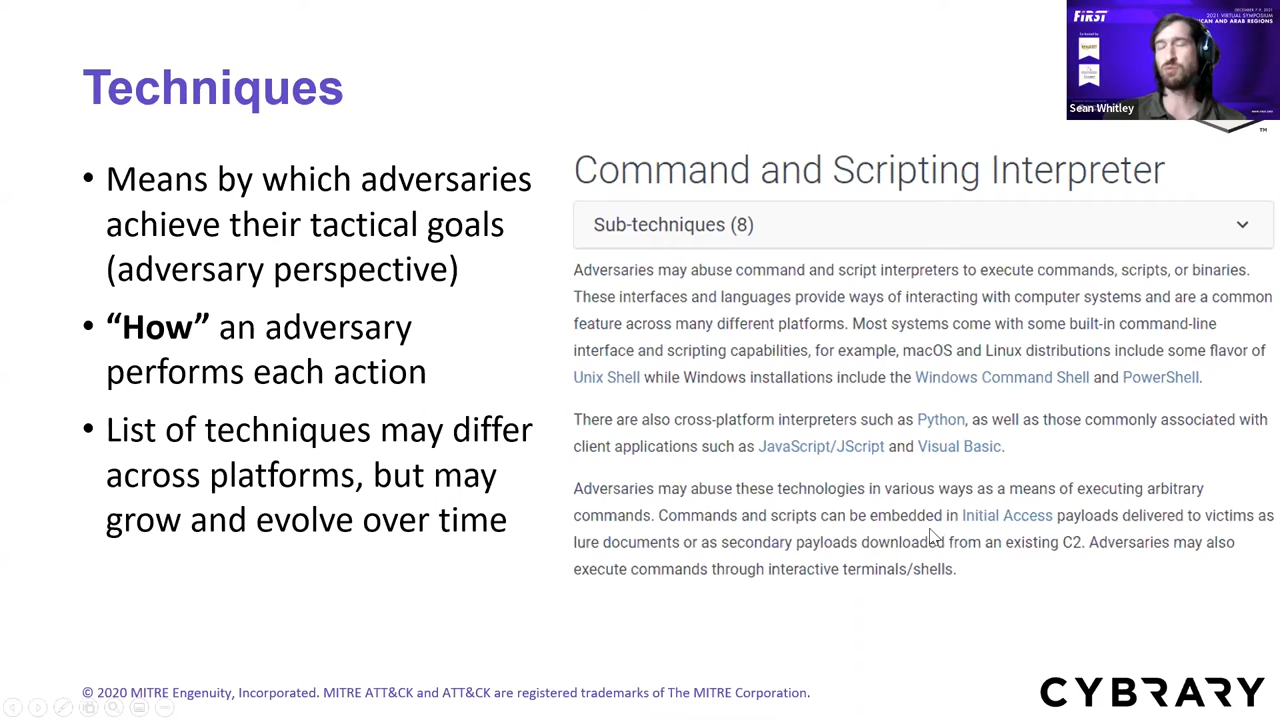 Techniques
• Means by which adversaries
achieve their tactical goals
(adversary perspective)
• “How” an adversary
performs each action
• List of techniques may differ
across platforms, but may
grow and evolve over time
FIRST
DECEMBER 7-9, 2021
2021 VIRTUAL SYMPOSIUM
AND ARAB REGIONS
Sean Whitley
TM
Command and Scripting Interpreter
Sub-techniques (8)
Adversaries may abuse command and script interpreters to execute commands, scripts, or binaries.
These interfaces and languages provide ways of interacting with computer systems and are a common
feature across many different platforms. Most systems come with some built-in command-line
interface and scripting capabilities, for example, macOS and Linux distributions include some flavor of
Unix Shell while Windows installations include the Windows Command Shell and PowerShell.
There are also cross-platform interpreters such as Python, as well as those commonly associated with
client applications such as JavaScript/JScript and Visual Basic.
Adversaries may abuse these technologies in various ways as a means of executing arbitrary
commands. Commands and scripts can be embedded in Initial Access payloads delivered to victims as
lure documents or as secondary payloads downloaded from an existing C2. Adversaries may also
execute commands through interactive terminals/shells.
© 2020 MITRE Engenuity, Incorporated. MITRE ATT&CK and ATT&CK are registered trademarks of The MITRE Corporation.
CYBRARY